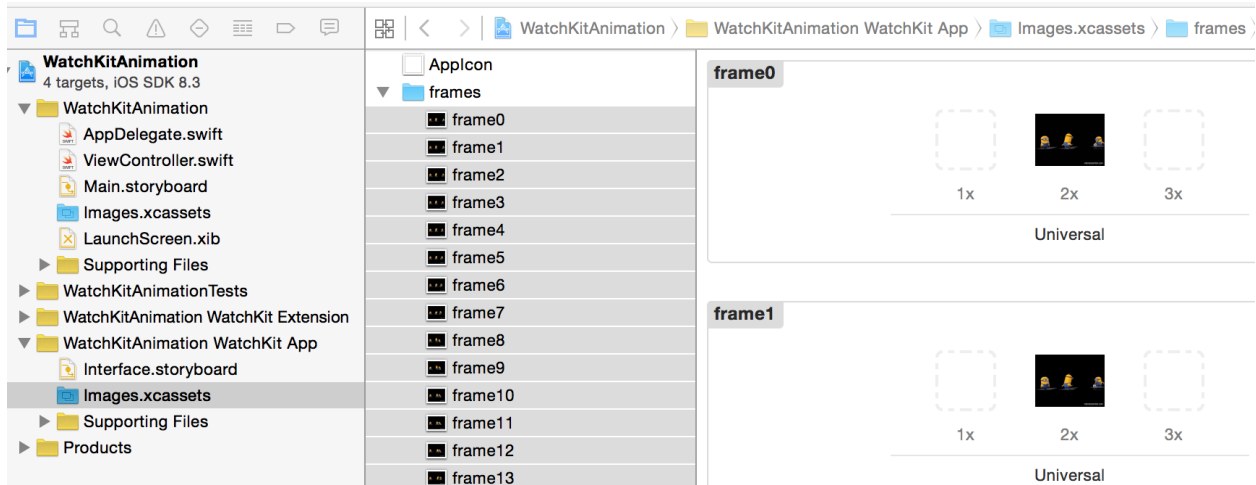 WatchKitAnimation 〉 WatchKitAnimation WatchKit App 〉 Images.xcassets 〉 frames
WatchKitAnimation
4 targets, iOS SDK 8.3
WatchKitAnimation
AppDelegate.swift
ViewController.swift
Main.storyboard
Images.xcassets
LaunchScreen.xib
Supporting Files
WatchKitAnimationTests
WatchKitAnimation WatchKit Extension
WatchKitAnimation WatchKit App
Interface.storyboard
Images.xcassets
Supporting Files
Products
AppIcon
frames
frame0
frame1
frame2
frame3
frame4
frame5
frame6
frame7
frame8
frame9
frame10
frame11
frame12
frame13
frame0
1x 2x 3x
Universal
frame1
1x 2x 3x
Universal